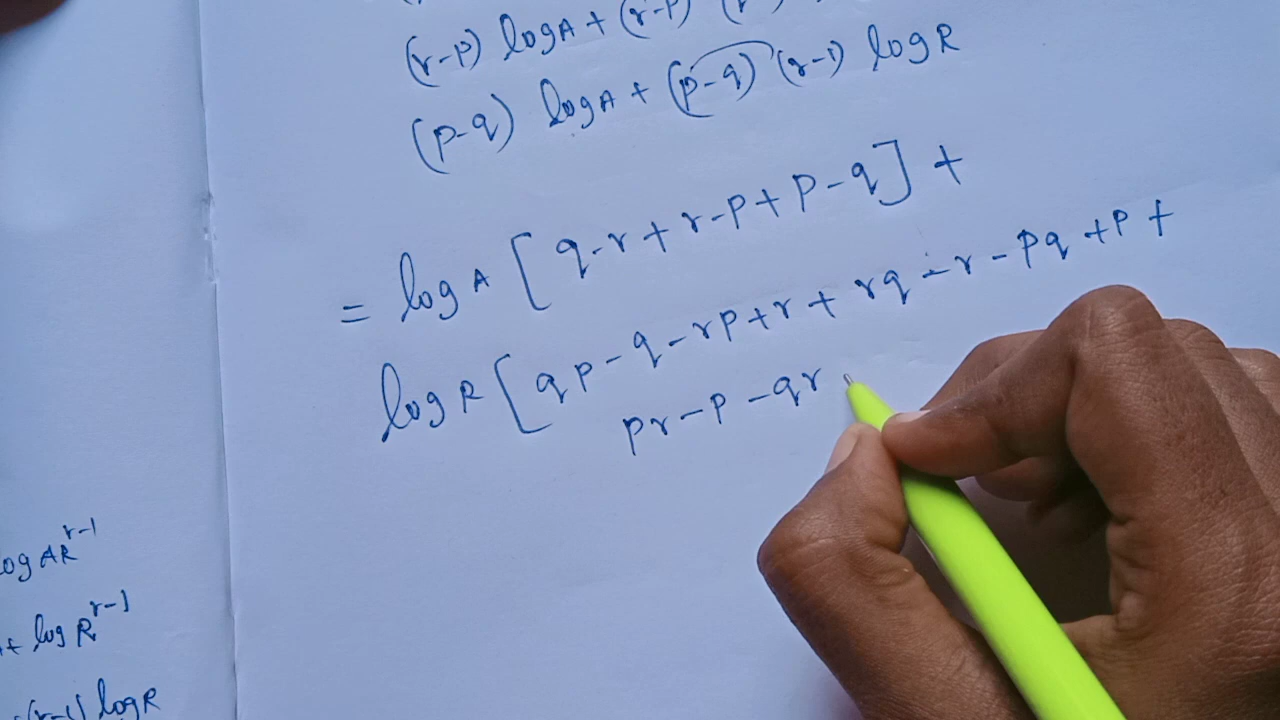 (r-p) log A + (r-p)
(p-q) log A + (p-q) (r-1) log R
= log A [ q-r + r-p + p-q ] +
log R [ qp - q - rp + r + rq - r - pq + p +
pr - p - qr
log AR^{r-1}
+ log R^{r-1}
(r-1) log R